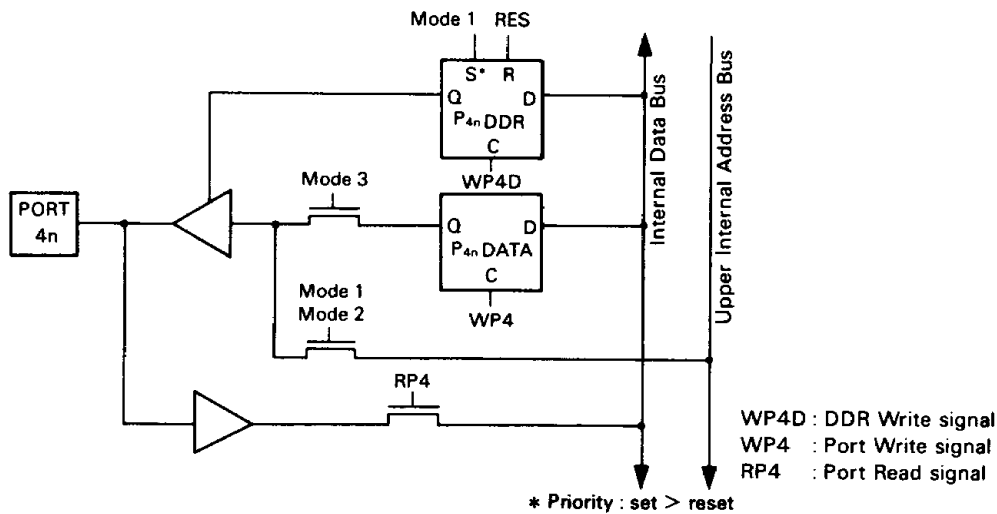 Mode 1 RES
S* R
Q D
P4n DDR
C
WP4D
Mode 3
PORT
4n
Q D
P4n DATA
C
WP4
Mode 1
Mode 2
RP4
Internal Data Bus
Upper Internal Address Bus
WP4D : DDR Write signal
WP4 : Port Write signal
RP4 : Port Read signal
* Priority : set > reset